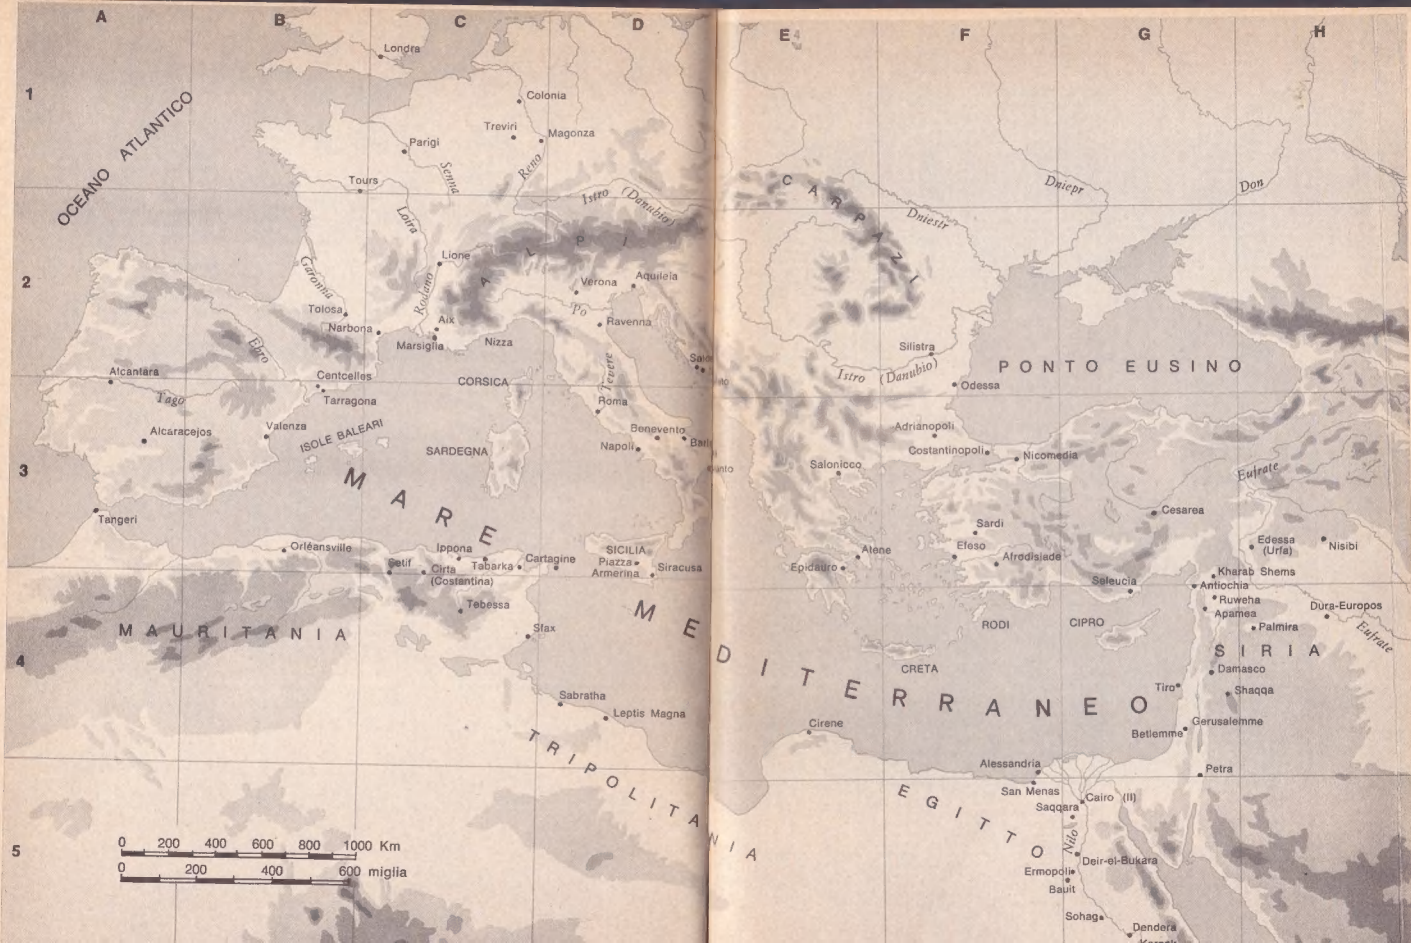 A B C D E F G H
1
2
3
4
5
OCEANO ATLANTICO
Londra
Colonia
Treviri
Magonza
Parigi
Senna
Reno
Tours
Loira
Istro (Danubio)
Lione
ALPI
Garonna
Rodano
Verona
Aquileia
Po
Tolosa
Narbona
Aix
Marsiglia
Nizza
Ravenna
Ebro
Alcantara
Centcelles
Tarragona
CORSICA
Tevere
Tago
Roma
Alcaracejos
Valenza
ISOLE BALEARI
SARDEGNA
Benevento
Napoli
MARE
Tangeri
Orléansville
Setif
Ippona
Cirta
(Costantina)
Tabarka
Cartagine
SICILIA
Piazza
Armerina
Siracusa
Tebessa
MAURITANIA
Sfax
MEDITERRANEO
Sabratha
Leptis Magna
TRIPOLITANIA
0 200 400 600 800 1000 Km
0 200 400 600 miglia
CARPAZI
Dniepr
Don
Dniestr
Silistra
Istro (Danubio)
PONTO EUSINO
Odessa
Adrianopoli
Costantinopoli
Nicomedia
Salonicco
Eufrate
Cesarea
Sardi
Atene
Efeso
Afrodisiade
Epidauro
Edessa
(Urfa)
Nisibi
Seleucia
Kharab Shems
Antiochia
Ruweha
Apamea
Dura-Europos
RODI
CIPRO
Palmira
Eufrate
SIRIA
CRETA
Damasco
Tiro
Shaqqa
Cirene
Gerusalemme
Betlemme
Alessandria
Petra
San Menas
EGITTO
Cairo (II)
Saqqara
Nilo
Deir-el-Bukara
Ermopoli
Bauit
Sohag
Dendera